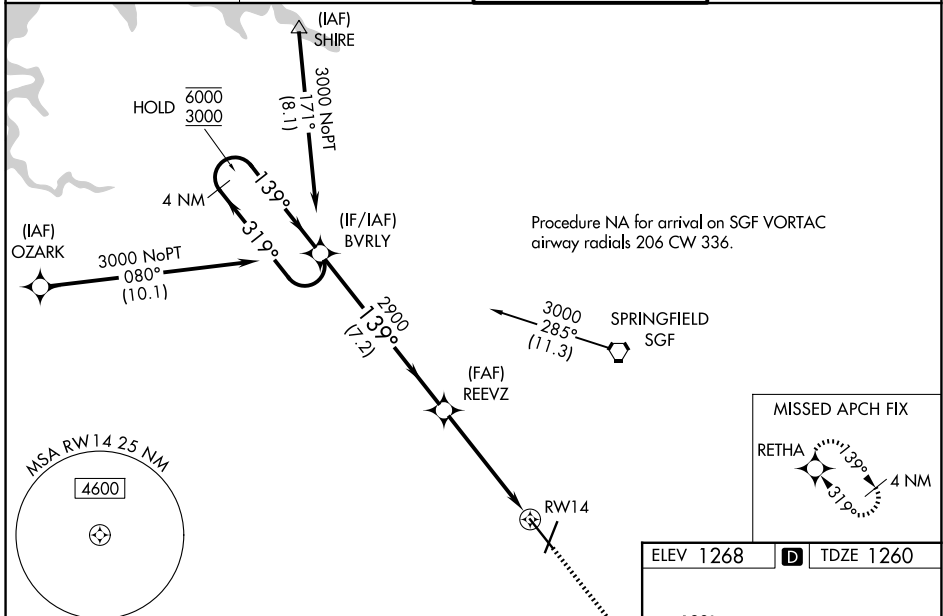 (IAF)
SHIRE
3000 NoPT
171°
(8.1)
HOLD
6000
3000
4 NM
139°
319°
(IF/IAF)
BVRLY
(IAF)
OZARK
3000 NoPT
080°
(10.1)
Procedure NA for arrival on SGF VORTAC
airway radials 206 CW 336.
2900
139°
(7.2)
3000
285°
(11.3)
SPRINGFIELD
SGF
(FAF)
REEVZ
MISSED APCH FIX
RETHA
139°
319°
4 NM
MSA RW14 25 NM
4600
RW14
ELEV 1268
D
TDZE 1260